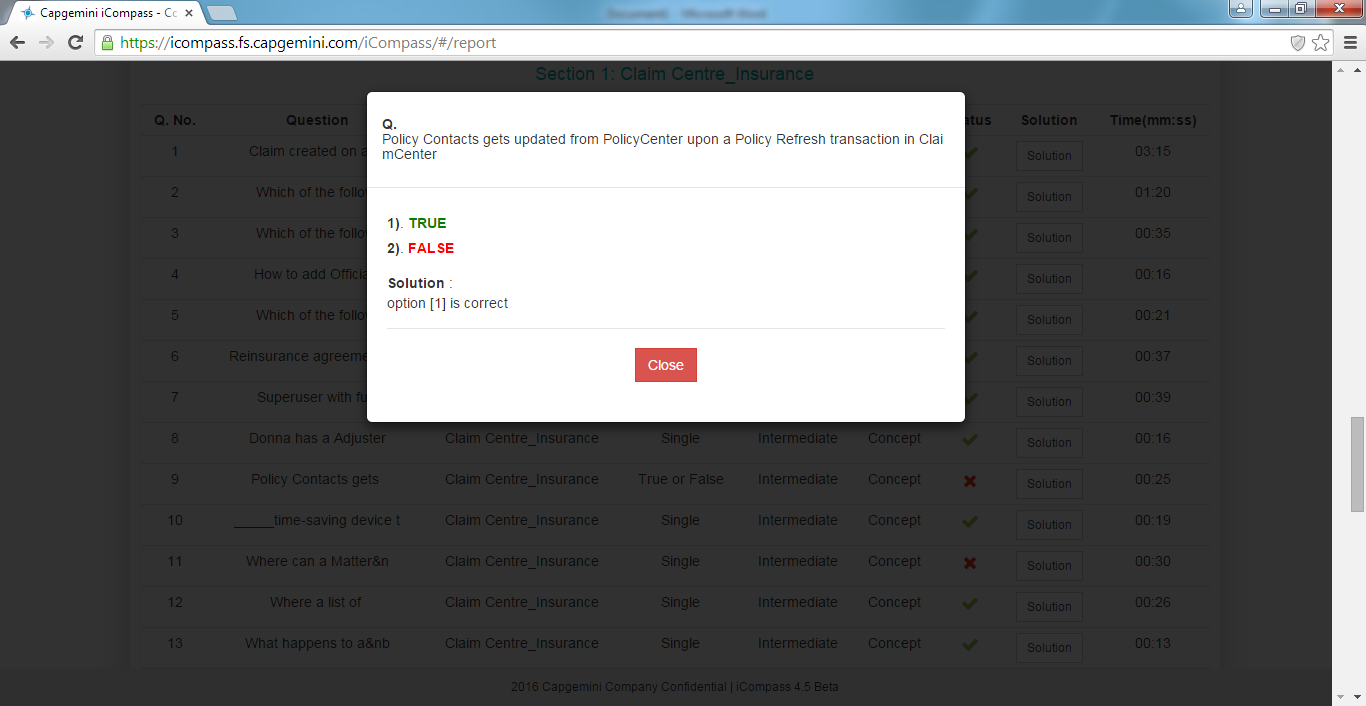 Capgemini iCompass - Cc
Document1 - Microsoft Word
https://icompass.fs.capgemini.com/iCompass/#/report
Section 1: Claim Centre_Insurance
Q. No. Question atus Solution Time(mm:ss)
Q.
Policy Contacts gets updated from PolicyCenter upon a Policy Refresh transaction in Clai
mCenter
1). TRUE
2). FALSE
Solution :
option [1] is correct
Close
1 Claim created on a Solution 03:15
2 Which of the follo Solution 01:20
3 Which of the follo Solution 00:35
4 How to add Officia Solution 00:16
5 Which of the follo Solution 00:21
6 Reinsurance agreeme Solution 00:37
7 Superuser with fu Solution 00:39
8 Donna has a Adjuster Claim Centre_Insurance Single Intermediate Concept Solution 00:16
9 Policy Contacts gets Claim Centre_Insurance True or False Intermediate Concept Solution 00:25
10 _____time-saving device t Claim Centre_Insurance Single Intermediate Concept Solution 00:19
11 Where can a Matter&n Claim Centre_Insurance Single Intermediate Concept Solution 00:30
12 Where a list of Claim Centre_Insurance Single Intermediate Concept Solution 00:26
13 What happens to a&nb Claim Centre_Insurance Single Intermediate Concept Solution 00:13
2016 Capgemini Company Confidential | iCompass 4.5 Beta